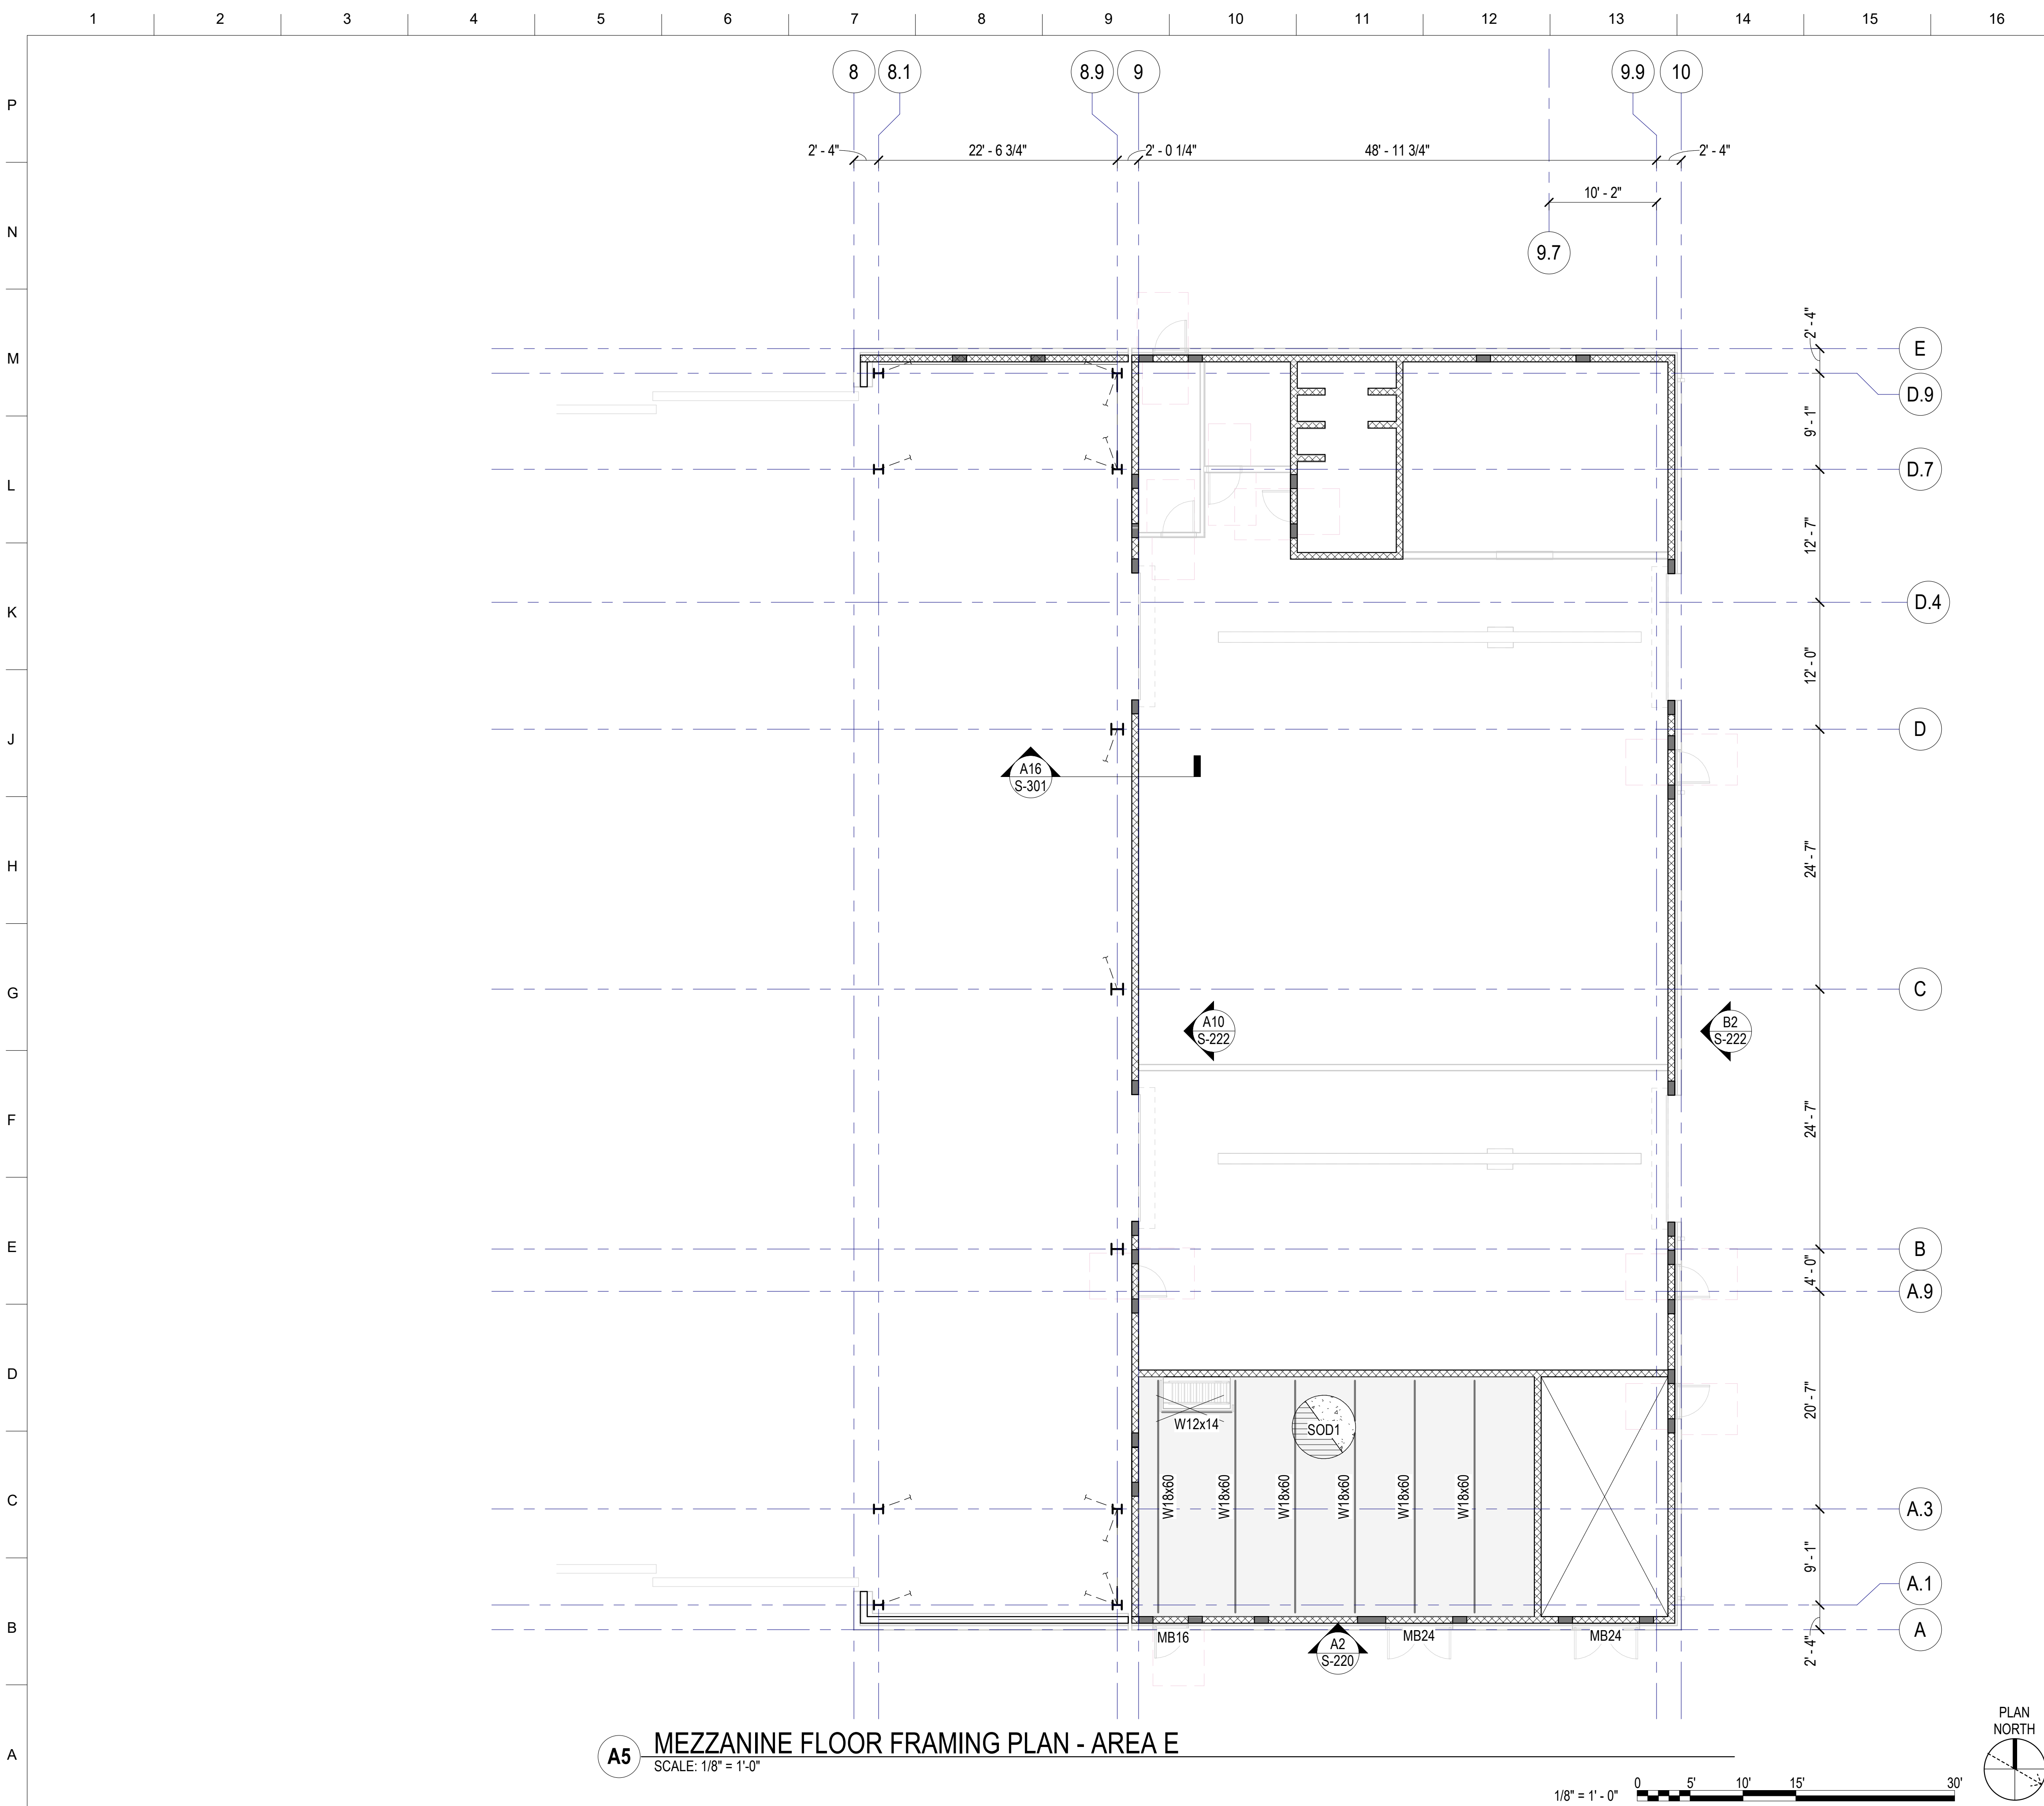 1 2 3 4 5 6 7 8 9 10 11 12 13 14 15 16
8 8.1 8.9 9 9.9 10
P
2' - 4" 22' - 6 3/4" 2' - 0 1/4" 48' - 11 3/4" 2' - 4"
10' - 2"
N
9.7
2' - 4"
E
M
D.9
9' - 1"
D.7
L
12' - 7"
D.4
K
12' - 0"
D
J
A16
S-301
H
24' - 7"
C
G
A10
S-222
B2
S-222
F
24' - 7"
E
B
4' - 0"
A.9
D
20' - 7"
W12x14
SOD1
W18x60 W18x60 W18x60 W18x60 W18x60 W18x60
C
A.3
9' - 1"
A.1
B
A
MB16
A2
S-220
MB24
MB24
2' - 4"
A5
MEZZANINE FLOOR FRAMING PLAN - AREA E
SCALE: 1/8" = 1'-0"
A
PLAN
NORTH
0 5' 10' 15' 30'
1/8" = 1' - 0"